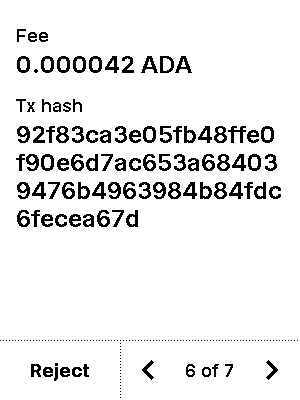 Fee
0.000042 ADA
Tx hash
92f83ca3e05fb48ffe0
f90e6d7ac653a68403
9476b4963984b84fdc
6fecea67d
Reject
6 of 7